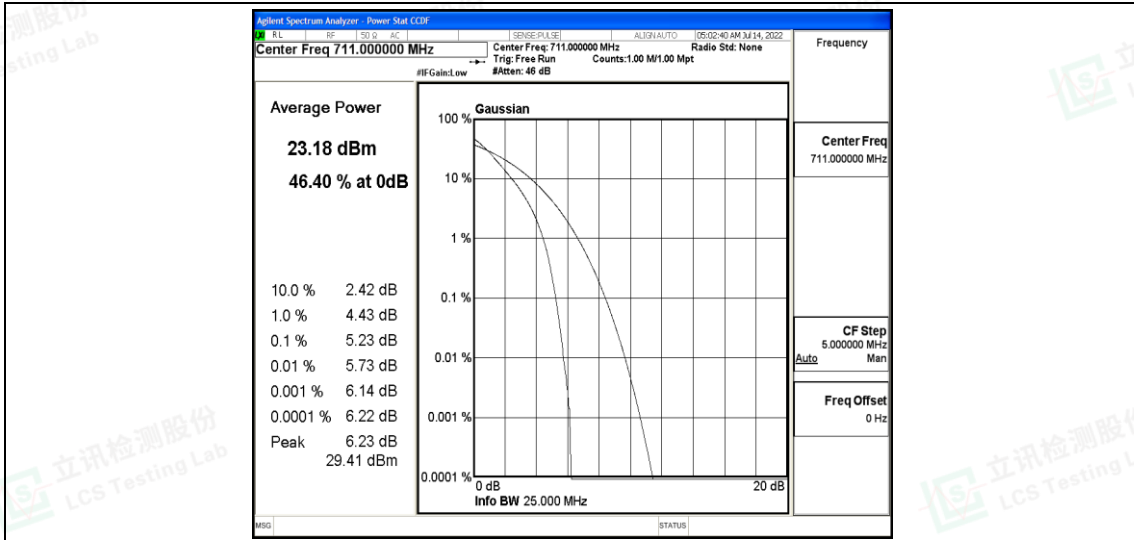 Agilent Spectrum Analyzer - Power Stat CCDF
RL RF 50 Ω AC SENSE:PULSE ALIGN AUTO 05:02:40 AM Jul 14, 2022
Center Freq 711.000000 MHz
Center Freq: 711.000000 MHz Radio Std: None
Trig: Free Run Counts:1.00 M/1.00 Mpt
#IFGain:Low #Atten: 46 dB
Frequency
Average Power
23.18 dBm
46.40 % at 0dB
10.0 % 2.42 dB
1.0 % 4.43 dB
0.1 % 5.23 dB
0.01 % 5.73 dB
0.001 % 6.14 dB
0.0001 % 6.22 dB
Peak 6.23 dB
29.41 dBm
Gaussian
100 %
10 %
1 %
0.1 %
0.01 %
0.001 %
0.0001 %
0 dB 20 dB
Info BW 25.000 MHz
Center Freq
711.000000 MHz
CF Step
5.000000 MHz
Auto Man
Freq Offset
0 Hz
MSG STATUS
立讯检测股份
LCS Testing Lab
立讯检测股份
LCS Testing L